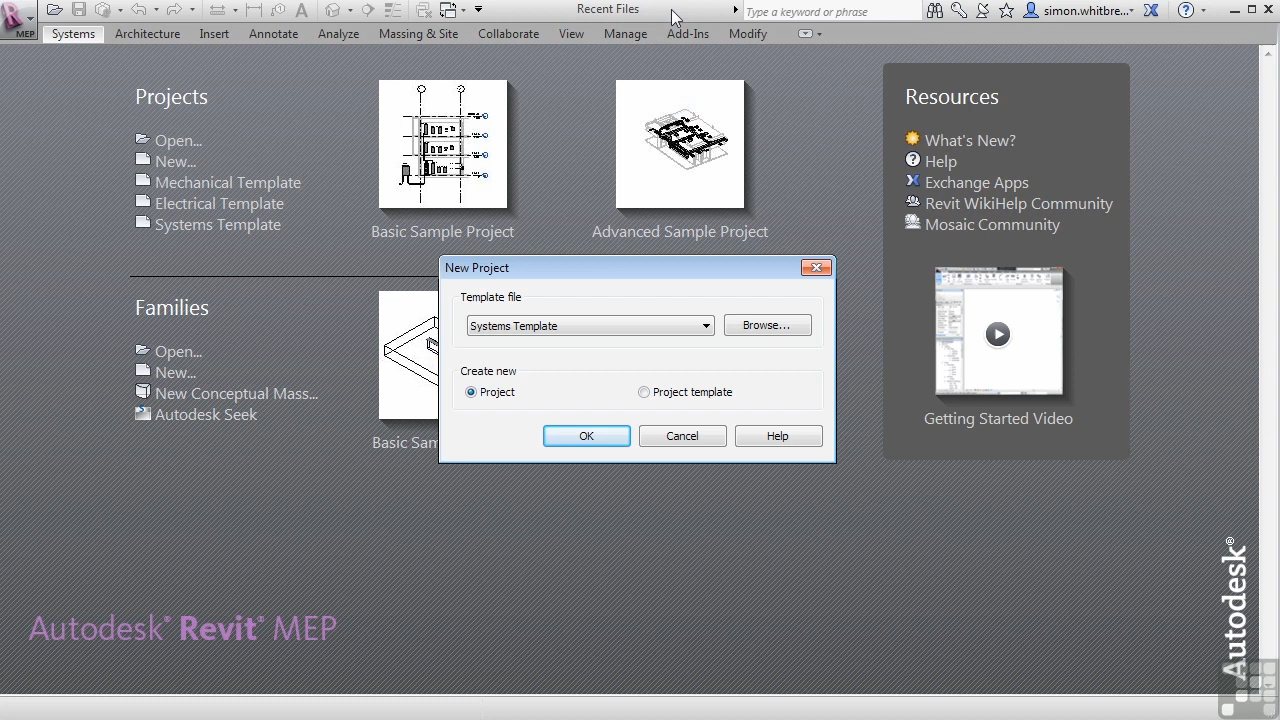 Recent Files
Type a keyword or phrase
simon.whitbre...
MEP
Systems
Architecture
Insert
Annotate
Analyze
Massing & Site
Collaborate
View
Manage
Add-Ins
Modify
Projects
Open...
New...
Mechanical Template
Electrical Template
Systems Template
Basic Sample Project
Advanced Sample Project
Resources
What's New?
Help
Exchange Apps
Revit WikiHelp Community
Mosaic Community
Getting Started Video
Families
Open...
New...
New Conceptual Mass...
Autodesk Seek
Basic Sam
New Project
Template file
Systems Template
Browse...
Create new
Project
Project template
OK
Cancel
Help
Autodesk® Revit® MEP
Autodesk®